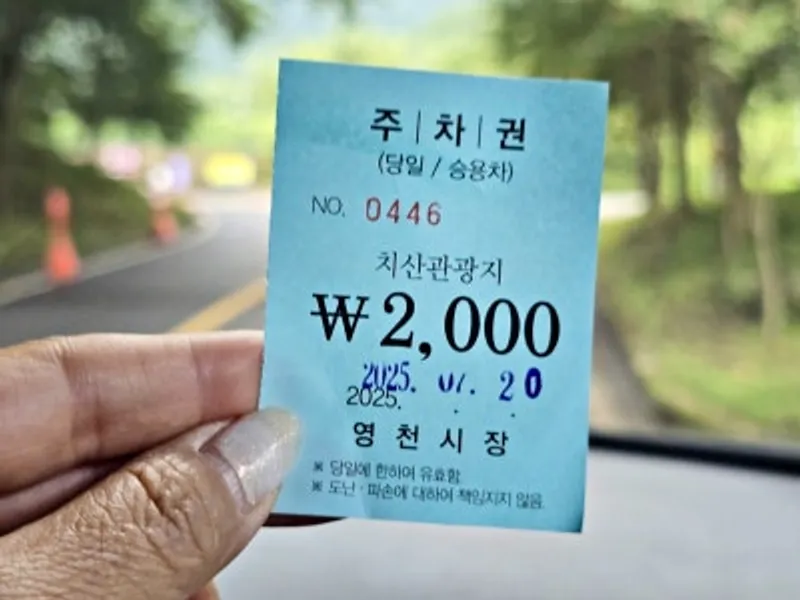 주 | 차 | 권
(당일 / 승용차)
NO. 0446
치산관광지
₩2,000
2025. 07. 20
2025. . .
영 천 시 장
※ 당일에 한하여 유효함
※ 도난·파손에 대하여 책임지지 않음.